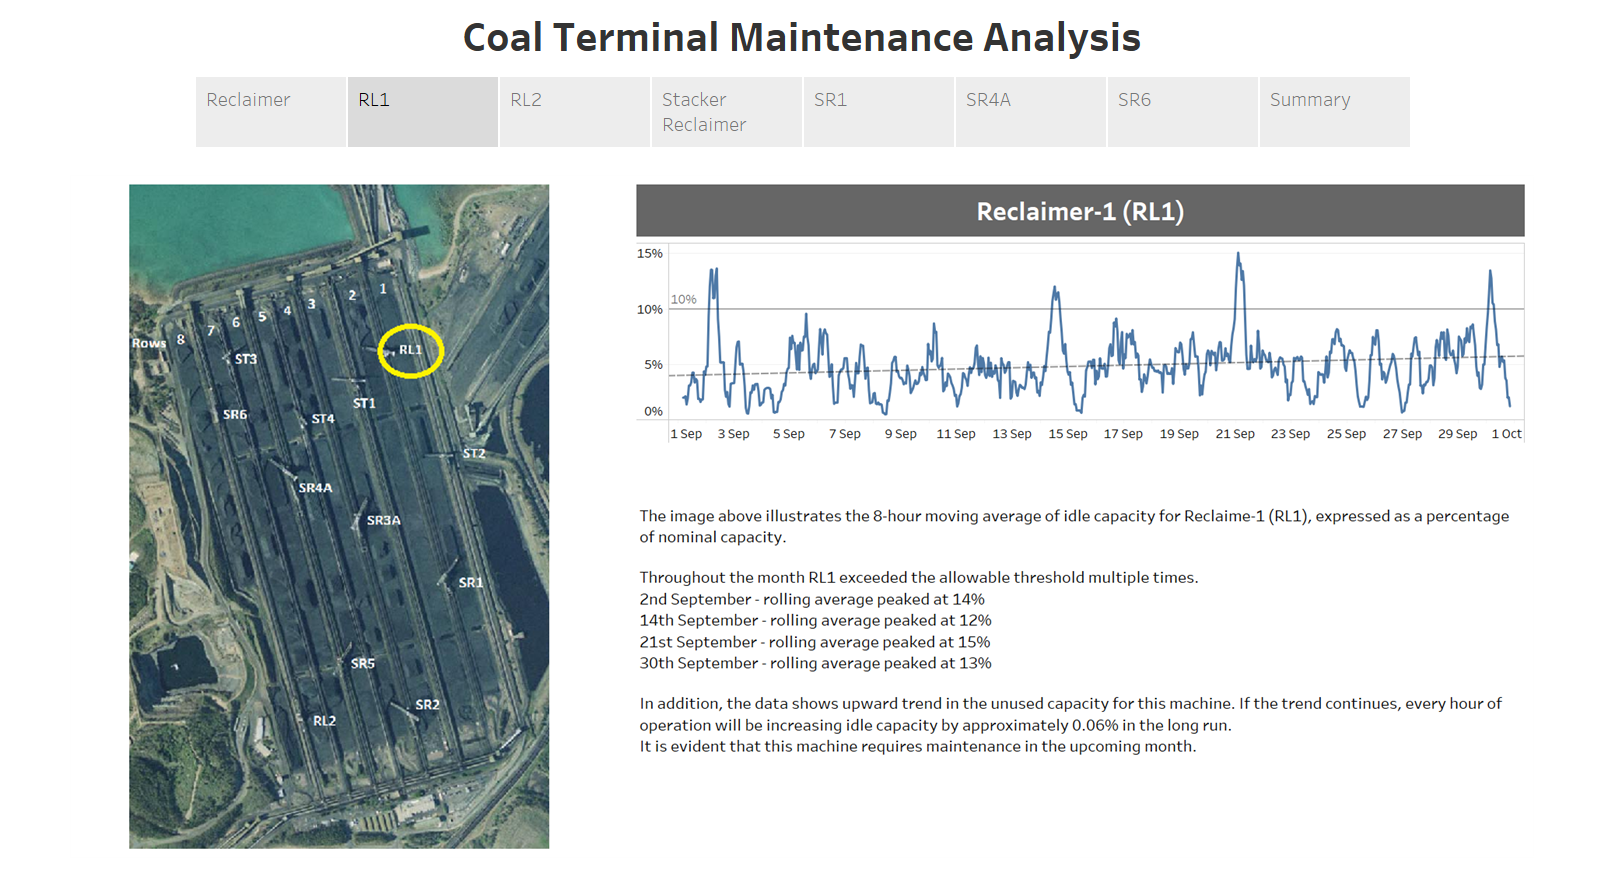 Coal Terminal Maintenance Analysis
Reclaimer
RL1
RL2
Stacker
Reclaimer
SR1
SR4A
SR6
Summary
1
2
3
4
5
6
7
8
Rows
RL1
ST3
ST1
SR6
ST4
ST2
SR4A
SR3A
SR1
SR5
SR2
RL2
Reclaimer-1 (RL1)
15%
10%
10%
5%
0%
1 Sep
3 Sep
5 Sep
7 Sep
9 Sep
11 Sep
13 Sep
15 Sep
17 Sep
19 Sep
21 Sep
23 Sep
25 Sep
27 Sep
29 Sep
1 Oct
The image above illustrates the 8-hour moving average of idle capacity for Reclaime-1 (RL1), expressed as a percentage
of nominal capacity.
Throughout the month RL1 exceeded the allowable threshold multiple times.
2nd September - rolling average peaked at 14%
14th September - rolling average peaked at 12%
21st September - rolling average peaked at 15%
30th September - rolling average peaked at 13%
In addition, the data shows upward trend in the unused capacity for this machine. If the trend continues, every hour of
operation will be increasing idle capacity by approximately 0.06% in the long run.
It is evident that this machine requires maintenance in the upcoming month.